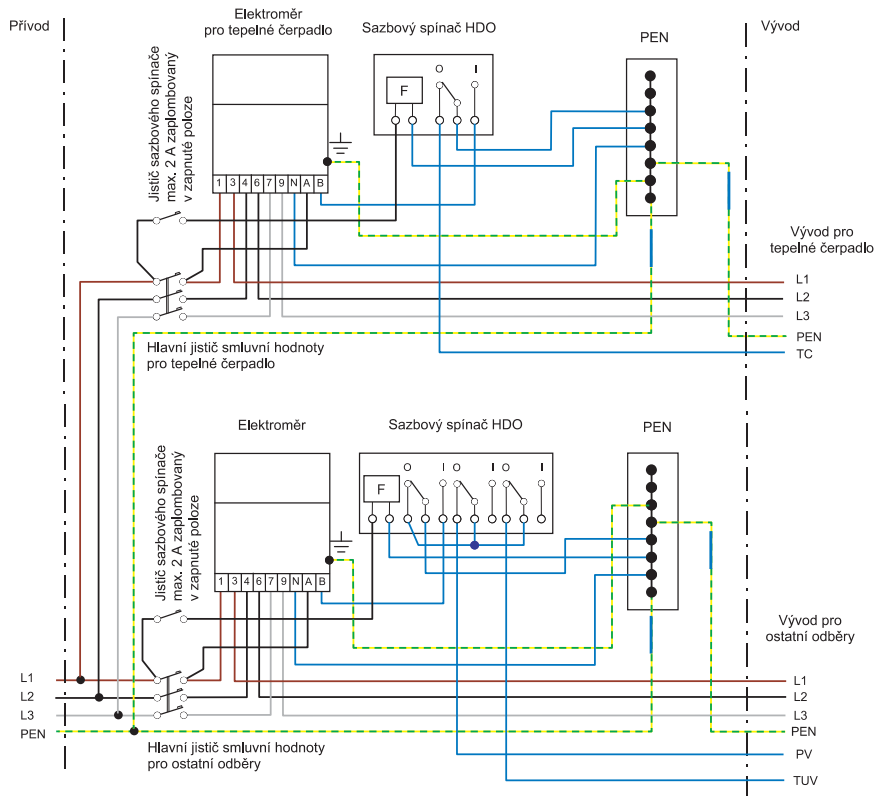 Přívod
Elektroměr
pro tepelné čerpadlo
Sazbový spínač HDO
PEN
Vývod
Jistič sazbového spínače
max. 2 A zaplombovaný
v zapnuté poloze
F
O
I
1 3 4 6 7 9 N A B
Vývod pro
tepelné čerpadlo
L1
L2
L3
PEN
TC
Hlavní jistič smluvní hodnoty
pro tepelné čerpadlo
Elektroměr
Sazbový spínač HDO
PEN
Jistič sazbového spínače
max. 2 A zaplombovaný
v zapnuté poloze
F
O I O I O I
1 3 4 6 7 9 N A B
Vývod pro
ostatní odběry
L1
L2
L3
PEN
L1
L2
L3
PEN
PV
TUV
Hlavní jistič smluvní hodnoty
pro ostatní odběry